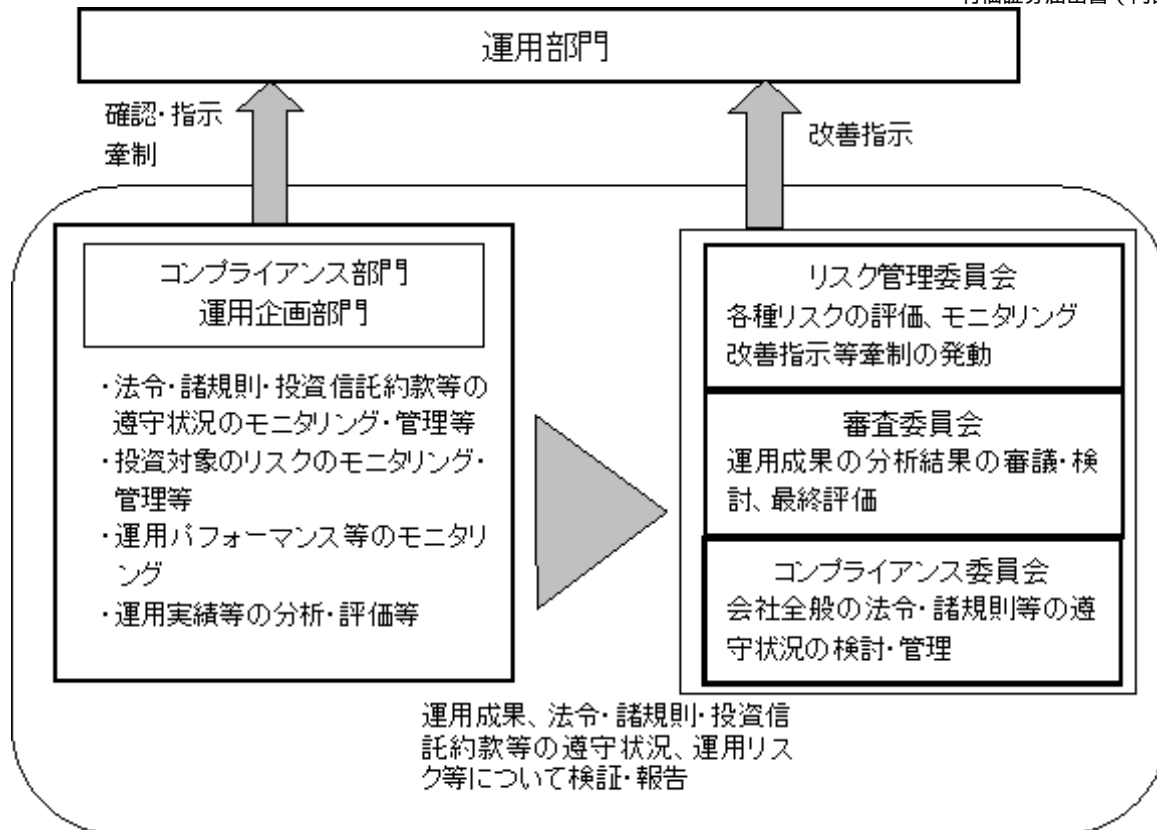 運用部門
確認・指示
牽制
改善指示
コンプライアンス部門
運用企画部門
・法令・諸規則・投資信託約款等の
遵守状況のモニタリング・管理等
・投資対象のリスクのモニタリング・
管理等
・運用パフォーマンス等のモニタリ
ング
・運用実績等の分析・評価等
リスク管理委員会
各種リスクの評価、モニタリング
改善指示等牽制の発動
審査委員会
運用成果の分析結果の審議・検
討、最終評価
コンプライアンス委員会
会社全般の法令・諸規則等の遵
守状況の検討・管理
運用成果、法令・諸規則・投資信
託約款等の遵守状況、運用リス
ク等について検証・報告